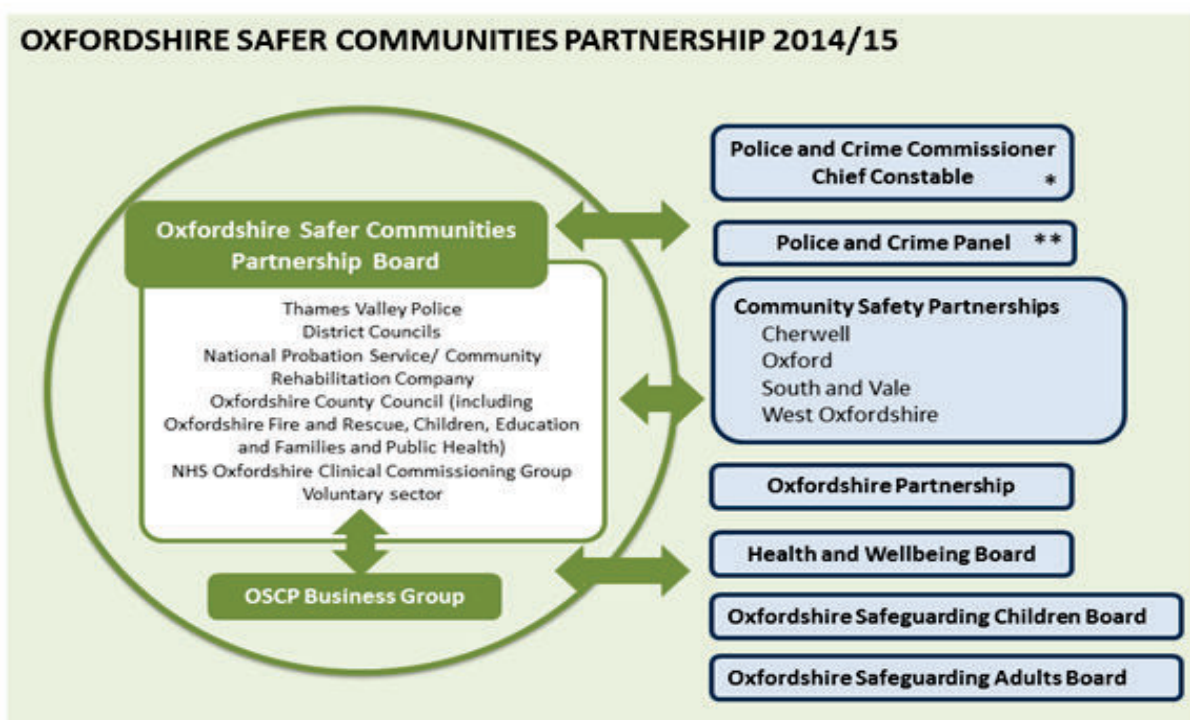 OXFORDSHIRE SAFER COMMUNITIES PARTNERSHIP 2014/15
Oxfordshire Safer Communities
Partnership Board
Thames Valley Police
District Councils
National Probation Service/ Community
Rehabilitation Company
Oxfordshire County Council (including
Oxfordshire Fire and Rescue, Children, Education
and Families and Public Health)
NHS Oxfordshire Clinical Commissioning Group
Voluntary sector
OSCP Business Group
Police and Crime Commissioner
Chief Constable *
Police and Crime Panel **
Community Safety Partnerships
Cherwell
Oxford
South and Vale
West Oxfordshire
Oxfordshire Partnership
Health and Wellbeing Board
Oxfordshire Safeguarding Children Board
Oxfordshire Safeguarding Adults Board